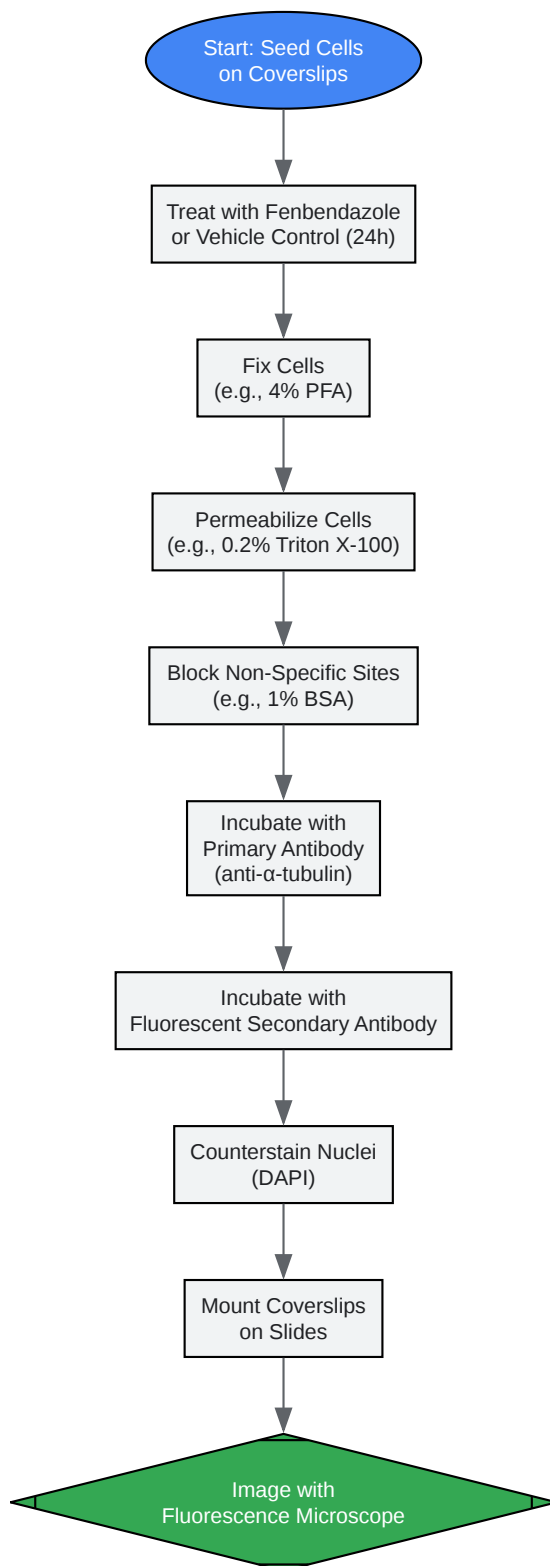 Start: Seed Cells
on Coverslips
Treat with Fenbendazole
or Vehicle Control (24h)
Fix Cells
(e.g., 4% PFA)
Permeabilize Cells
(e.g., 0.2% Triton X-100)
Block Non-Specific Sites
(e.g., 1% BSA)
Incubate with
Primary Antibody
(anti-α-tubulin)
Incubate with
Fluorescent Secondary Antibody
Counterstain Nuclei
(DAPI)
Mount Coverslips
on Slides
Image with
Fluorescence Microscope